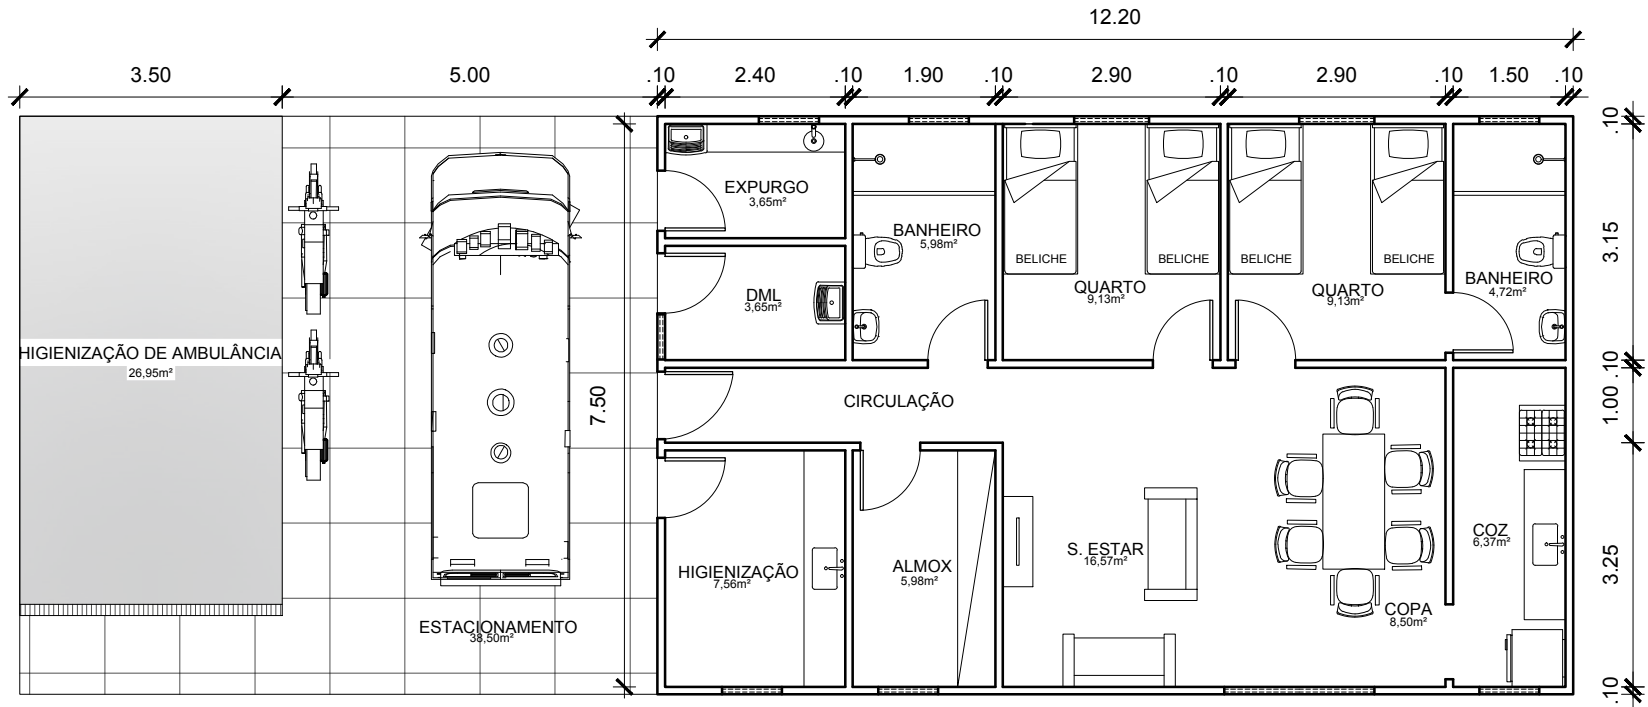 12.20
3.50
5.00
.10
2.40
.10
1.90
.10
2.90
.10
2.90
.10
1.50
.10
.10
3.15
.10
1.00
3.25
.10
7.50
EXPURGO
3,65m²
BANHEIRO
5,98m²
BELICHE
BELICHE
BELICHE
BELICHE
QUARTO
9,13m²
QUARTO
9,13m²
BANHEIRO
4,72m²
DML
3,65m²
HIGIENIZAÇÃO DE AMBULÂNCIA
26,95m²
CIRCULAÇÃO
HIGIENIZAÇÃO
7,56m²
ALMOX
5,98m²
S. ESTAR
16,57m²
COZ
6,37m²
COPA
8,50m²
ESTACIONAMENTO
38,50m²